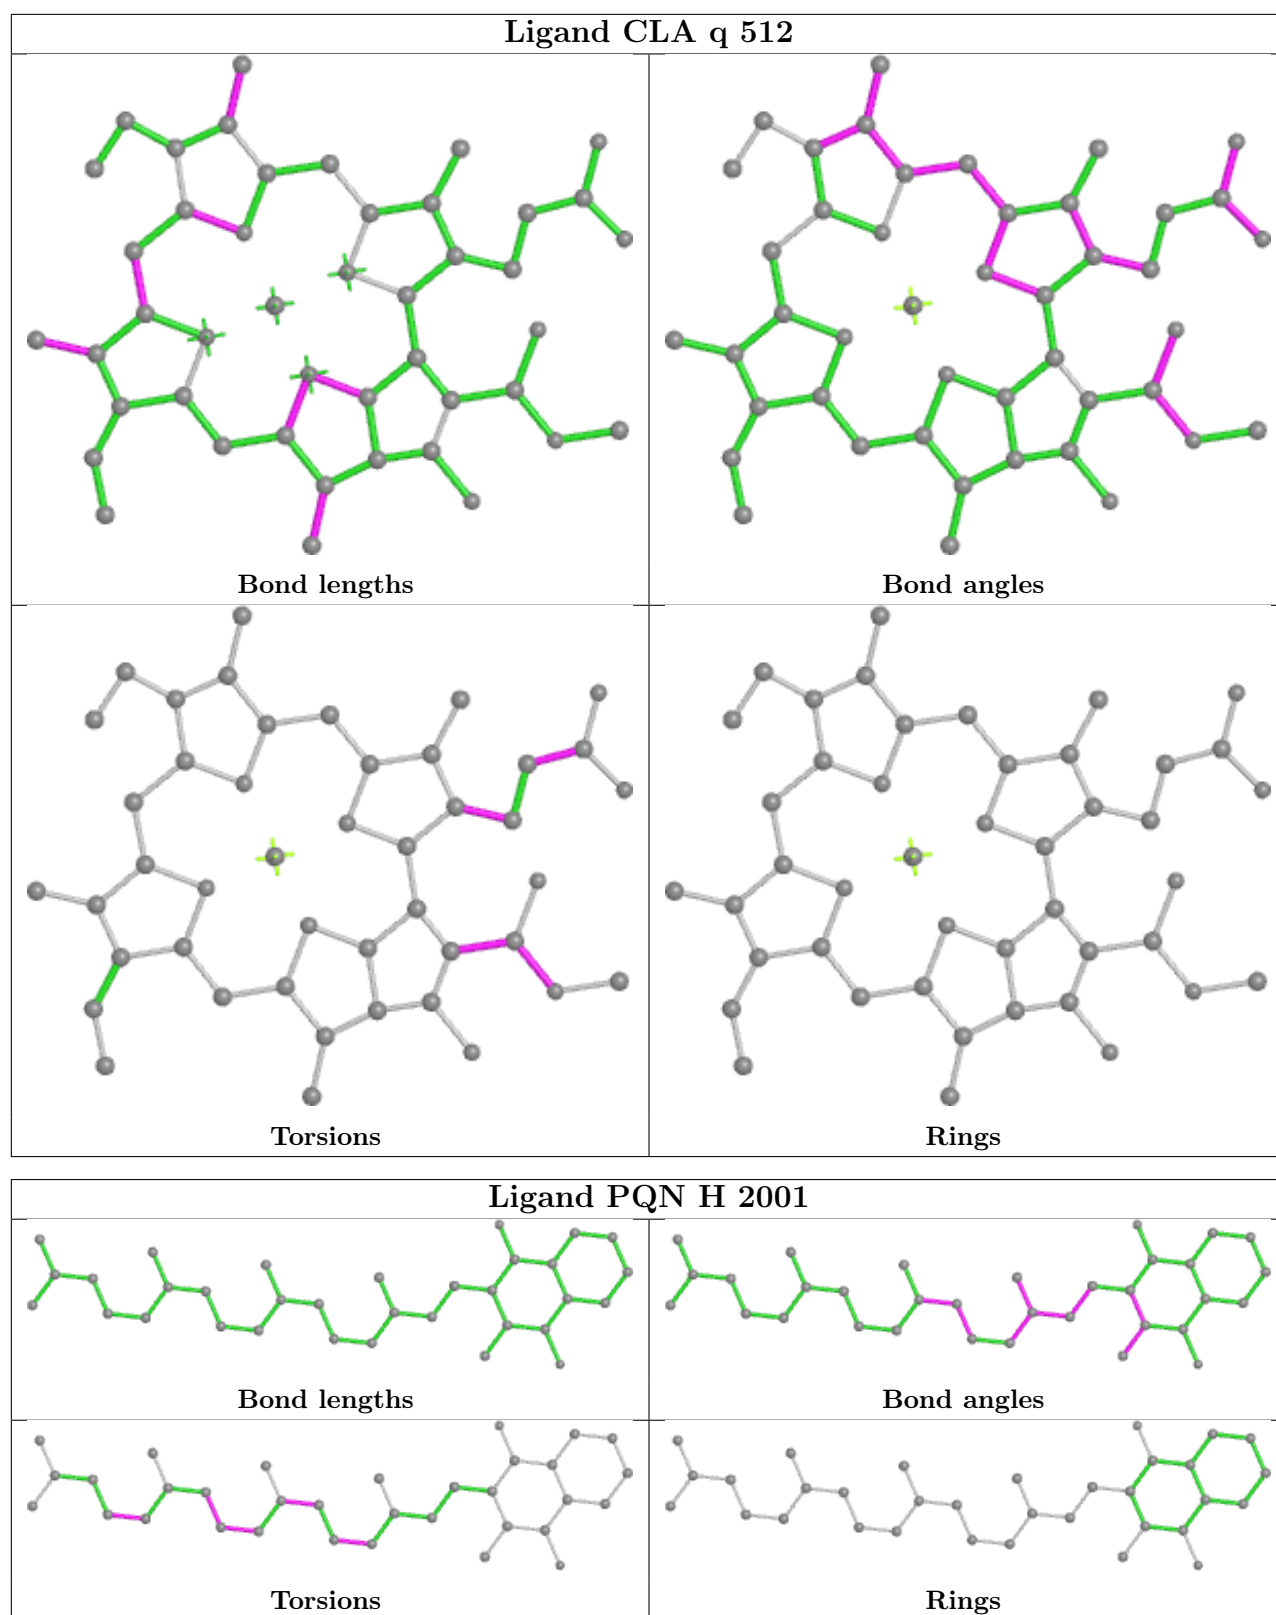 Ligand CLA q 512
Bond lengths
Bond angles
Torsions
Rings
Ligand PQN H 2001
Bond lengths
Bond angles
Torsions
Rings